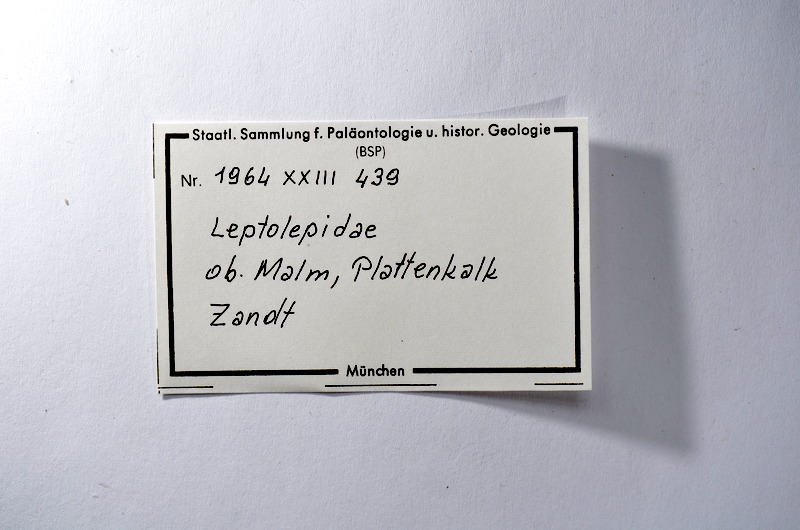 Staatl. Sammlung f. Paläontologie u. histor. Geologie
(BSP)
Nr. 1964 XXIII 439
Leptolepidae
ob. Malm, Plattenkalk
Zandt
München